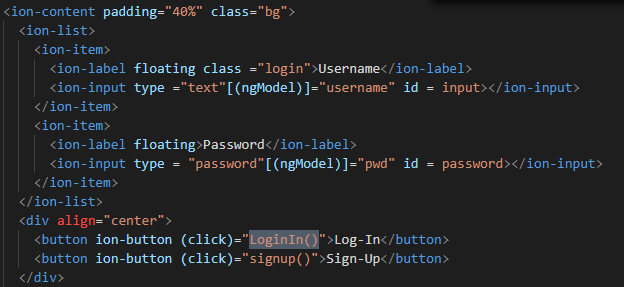 <ion-content padding="40%" class="bg">
<ion-list>
<ion-item>
<ion-label floating class ="login">Username</ion-label>
<ion-input type ="text"[(ngModel)]="username" id = input></ion-input>
</ion-item>
<ion-item>
<ion-label floating>Password</ion-label>
<ion-input type = "password"[(ngModel)]="pwd" id = password></ion-input>
</ion-item>
</ion-list>
<div align="center">
<button ion-button (click)="LoginIn()">Log-In</button>
<button ion-button (click)="signup()">Sign-Up</button>
</div>